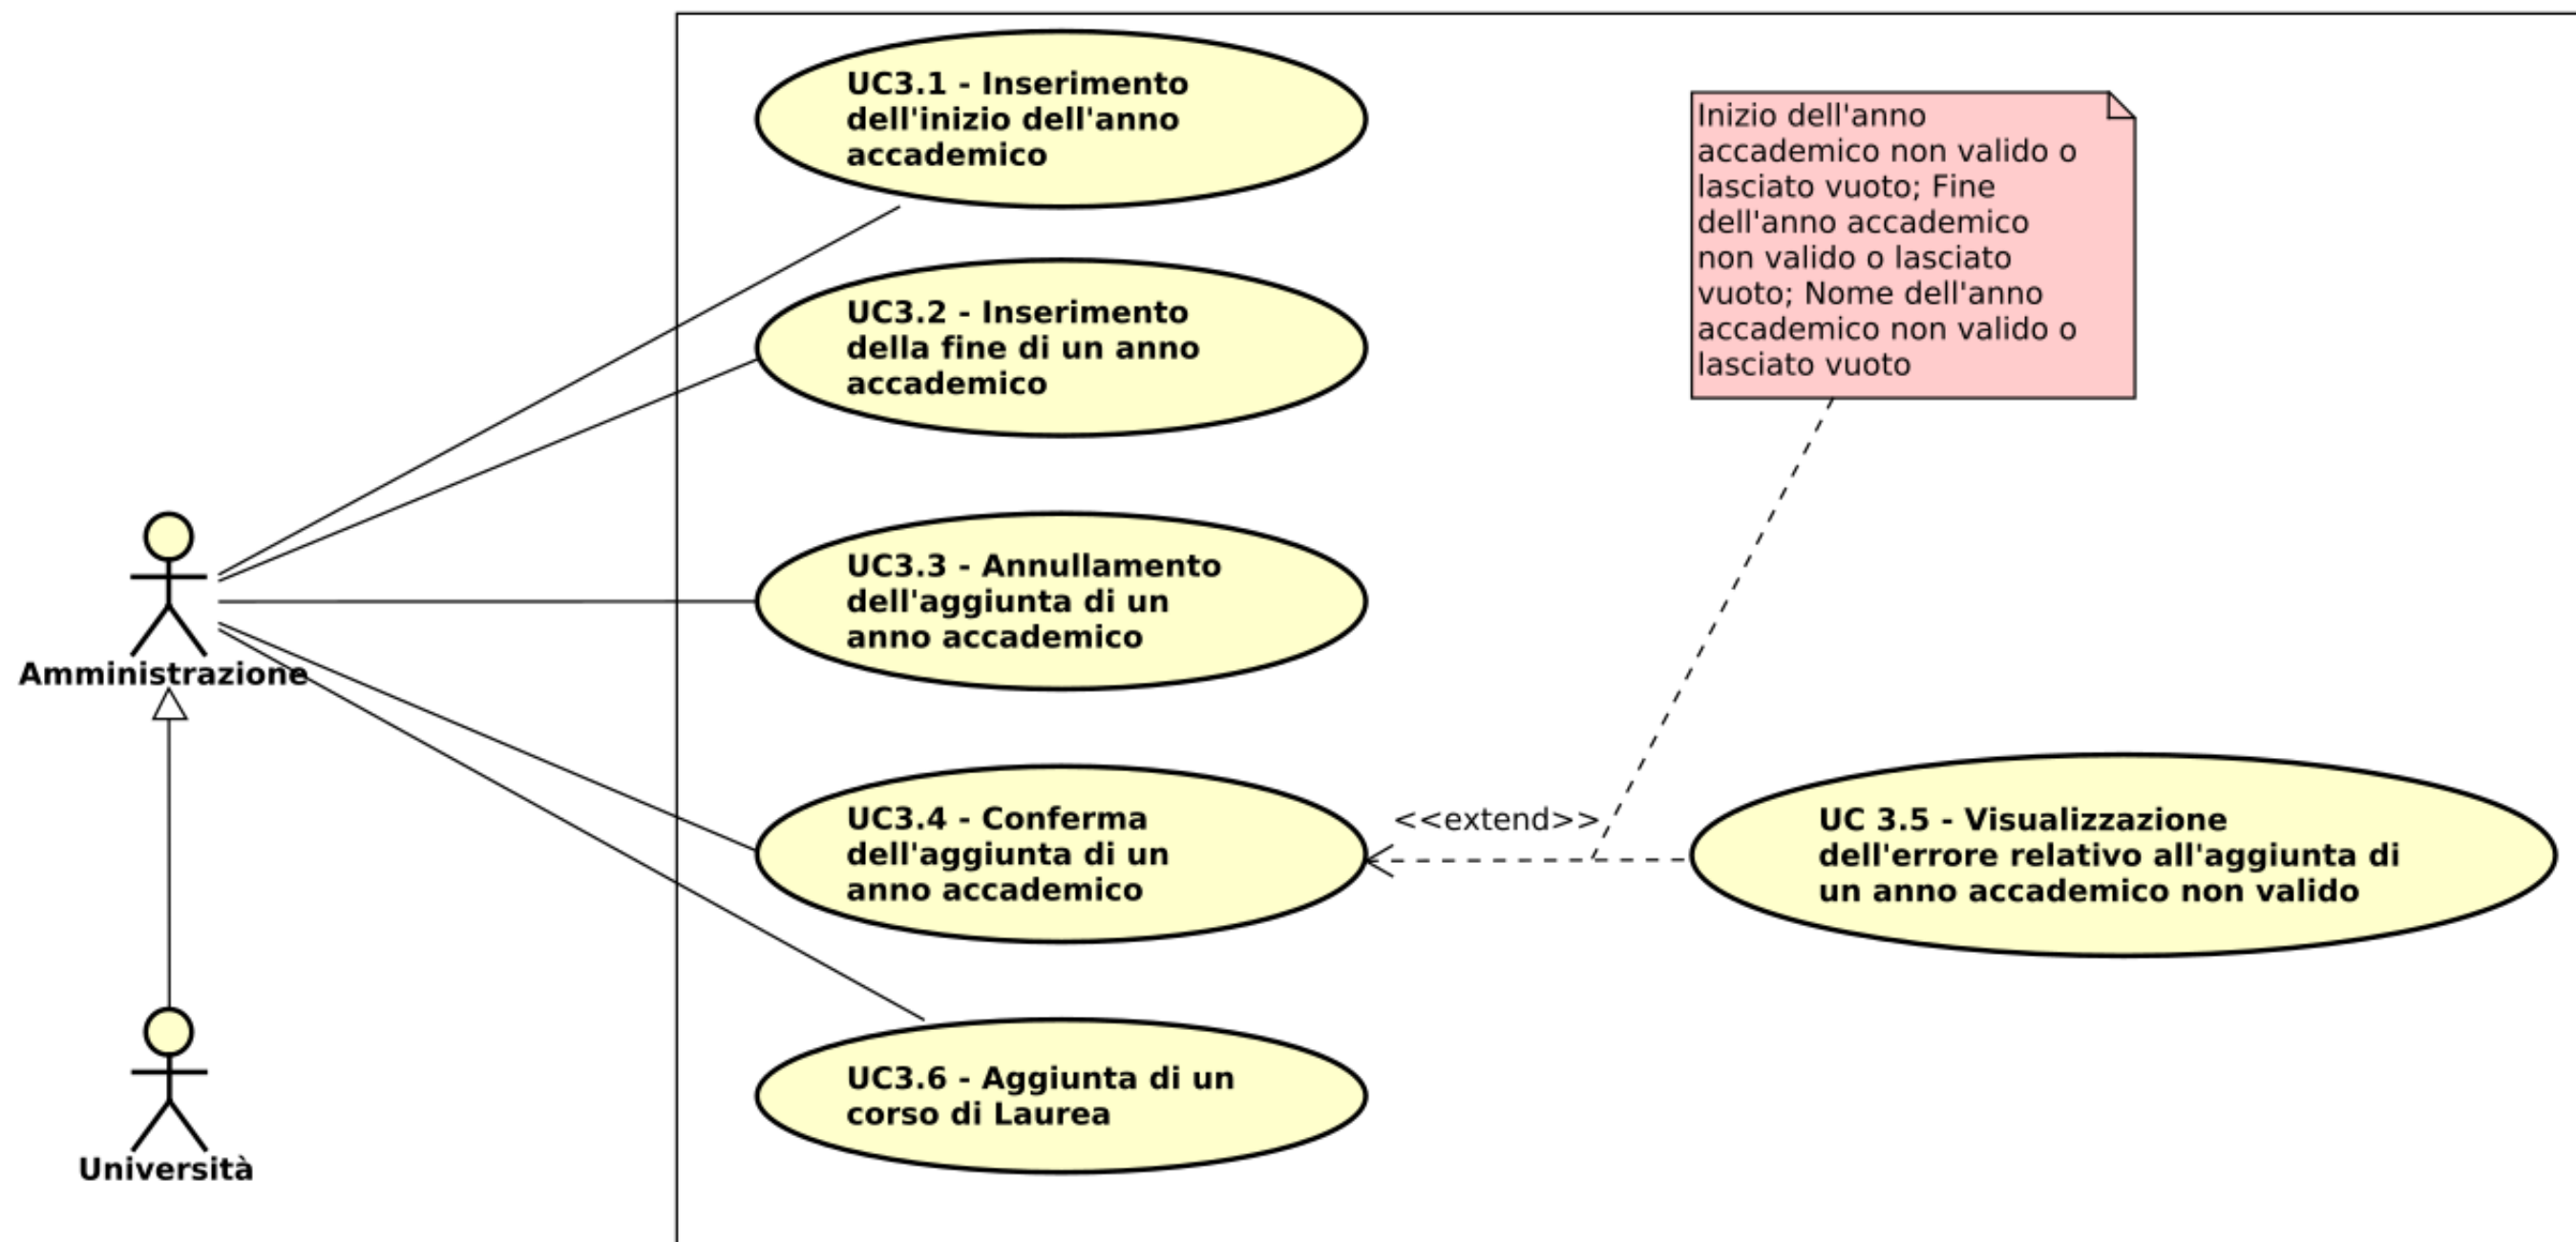 UC3.1 - Inserimento
dell'inizio dell'anno
accademico
Inizio dell'anno
accademico non valido o
lasciato vuoto; Fine
dell'anno accademico
non valido o lasciato
vuoto; Nome dell'anno
accademico non valido o
lasciato vuoto
UC3.2 - Inserimento
della fine di un anno
accademico
UC3.3 - Annullamento
dell'aggiunta di un
anno accademico
Amministrazione
UC3.4 - Conferma
dell'aggiunta di un
anno accademico
<<extend>>
UC 3.5 - Visualizzazione
dell'errore relativo all'aggiunta di
un anno accademico non valido
UC3.6 - Aggiunta di un
corso di Laurea
Università